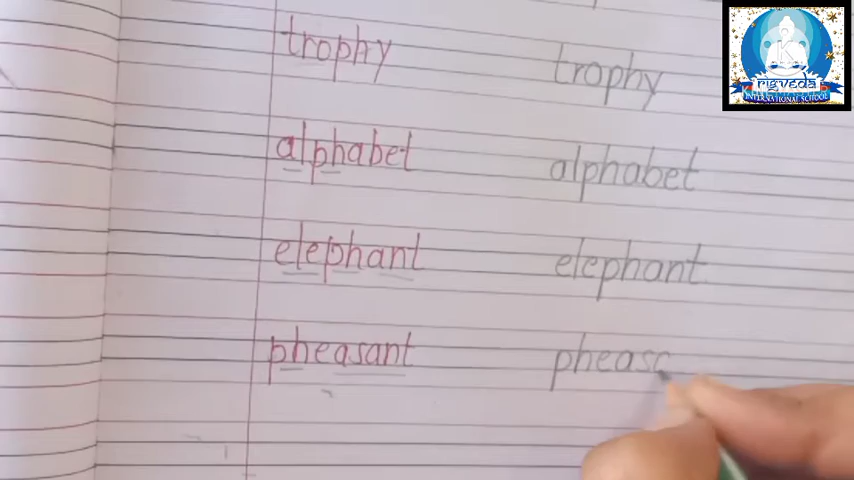 trophy trophy
alphabet alphabet
elephant elephant
pheasant pheas
K
rigveda
INTERNATIONAL SCHOOL